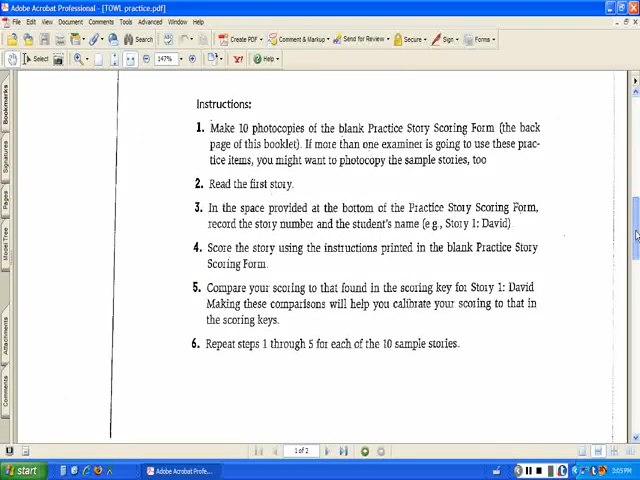 Adobe Acrobat Professional - [TOWL practice.pdf]
File Edit View Document Comments Tools Advanced Window Help
Search Create PDF Comment & Markup Send for Review Secure Sign Forms
Select 147% Y! Help
Bookmarks
Signatures
Pages
Model Tree
Attachments
Comments
Instructions:
1. Make 10 photocopies of the blank Practice Story Scoring Form (the back
page of this booklet). If more than one examiner is going to use these prac-
tice items, you might want to photocopy the sample stories, too
2. Read the first story.
3. In the space provided at the bottom of the Practice Story Scoring Form,
record the story number and the student's name (e g, Story 1: David)
4. Score the story using the instructions printed in the blank Practice Story
Scoring Form.
5. Compare your scoring to that found in the scoring key for Story 1: David
Making these comparisons will help you calibrate your scoring to that in
the scoring keys.
6. Repeat steps 1 through 5 for each of the 10 sample stories.
1 of 2
start Adobe Acrobat Profe... 3:05 PM